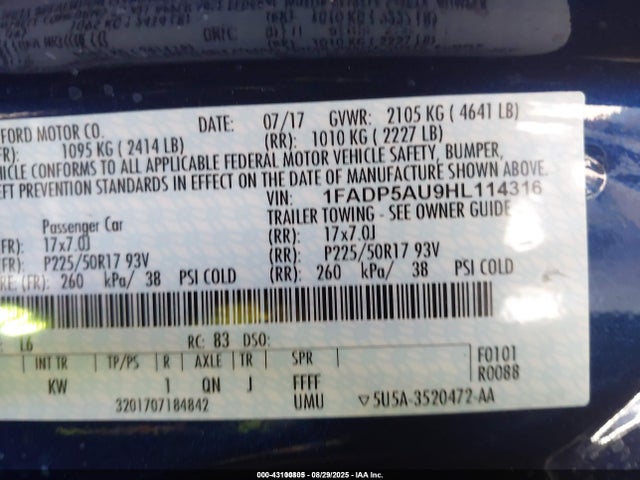 FORD MOTOR CO.
DATE: 07/17 GVWR: 2105 KG ( 4641 LB)
FR): 1095 KG ( 2414 LB) (RR): 1010 KG ( 2227 LB)
VEHICLE CONFORMS TO ALL APPLICABLE FEDERAL MOTOR VEHICLE SAFETY, BUMPER,
EFT PREVENTION STANDARDS IN EFFECT ON THE DATE OF MANUFACTURE SHOWN ABOVE.
VIN: 1FADP5AU9HL114316
Passenger Car TRAILER TOWING - SEE OWNER GUIDE
(FR): 17x7.0J (RR): 17x7.0J
P225/50R17 93V (RR): P225/50R17 93V
RE: (FR): 260 kPa/ 38 PSI COLD (RR): 260 kPa/ 38 PSI COLD
L6 RC: 83 DSO:
INT TR TP/PS R AXLE TR SPR F0101
KW 1 QN J FFFF R0088
3201707184842 UMU ▽5U5A-3520472-AA
08/29/2025 - IAA Inc.